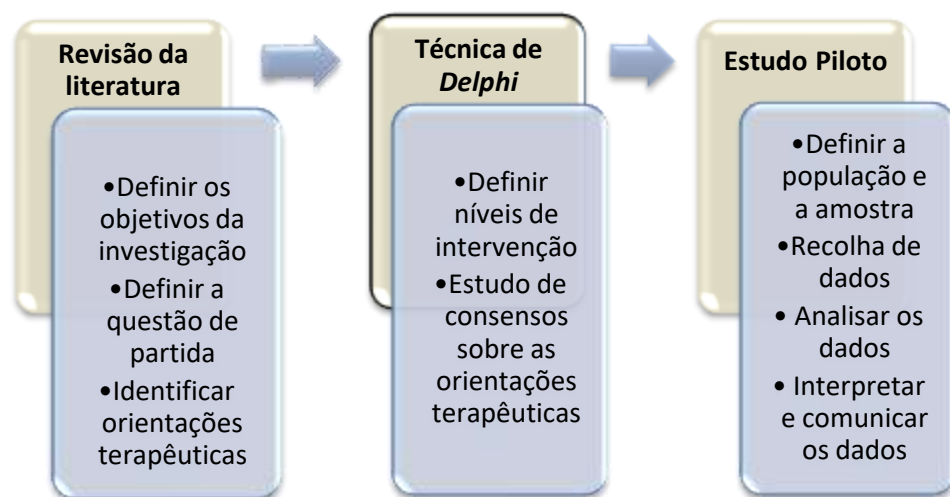 Revisão da
literatura
•Definir os
objetivos da
investigação
•Definir a
questão de
partida
•Identificar
orientações
terapêuticas
Técnica de
Delphi
•Definir
níveis de
intervenção
•Estudo de
consensos
sobre as
orientações
terapêuticas
Estudo Piloto
•Definir a
população e
a amostra
•Recolha de
dados
• Analisar os
dados
• Interpretar
e comunicar
os dados